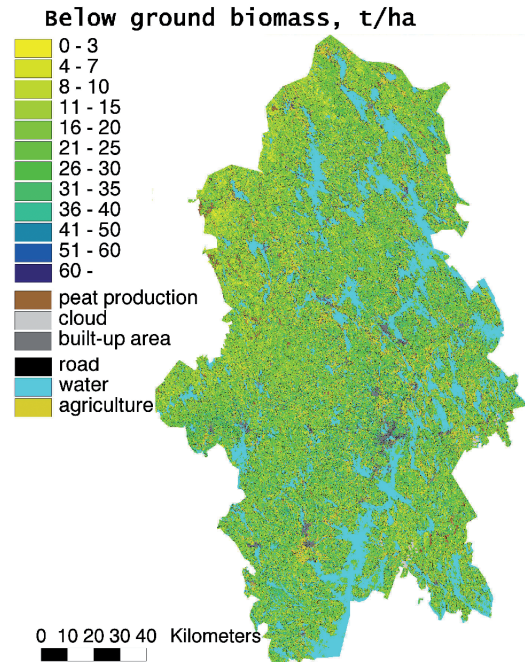 Below ground biomass, t/ha
0 - 3
4 - 7
8 - 10
11 - 15
16 - 20
21 - 25
26 - 30
31 - 35
36 - 40
41 - 50
51 - 60
60 -
peat production
cloud
built-up area
road
water
agriculture
0 10 20 30 40 Kilometers